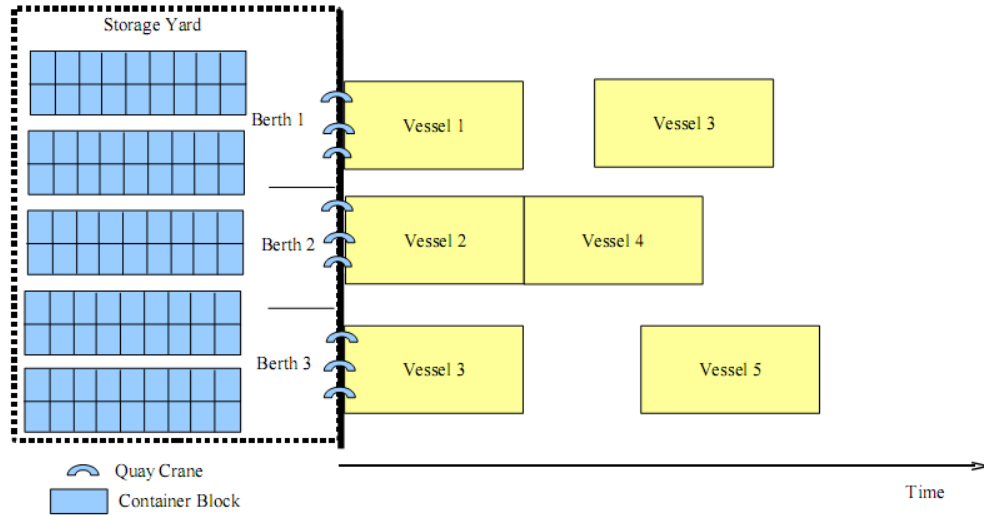 Storage Yard
Berth 1
Vessel 1
Vessel 3
Berth 2
Vessel 2
Vessel 4
Berth 3
Vessel 3
Vessel 5
Quay Crane
Container Block
Time